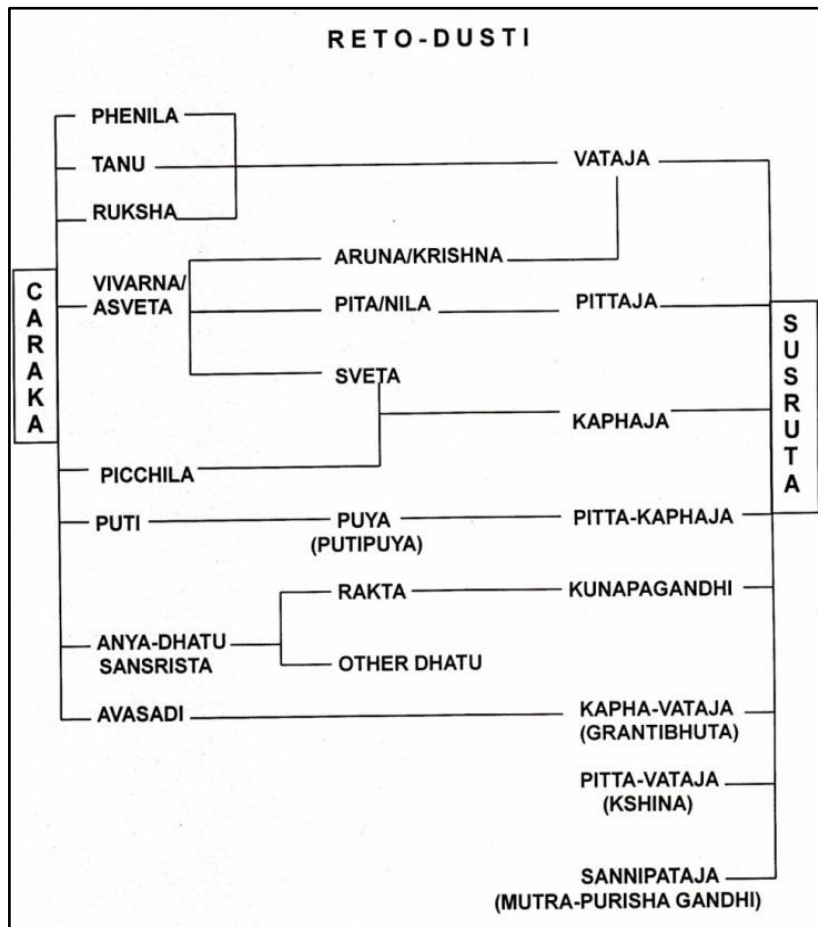 RETO-DUSTI
PHENILA
TANU
VATAJA
RUKSHA
ARUNA/KRISHNA
VIVARNA/
ASVETA
PITA/NILA
PITTAJA
SVETA
KAPHAJA
PICCHILA
PUTI
PUYA
(PUTIPUYA)
PITTA-KAPHAJA
RAKTA
KUNAPAGANDHI
ANYA-DHATU
SANSRISTA
OTHER DHATU
AVASADI
KAPHA-VATAJA
(GRANTIBHUTA)
PITTA-VATAJA
(KSHINA)
SANNIPATAJA
(MUTRA-PURISHA GANDHI)
CARAKA
SUSRUTA